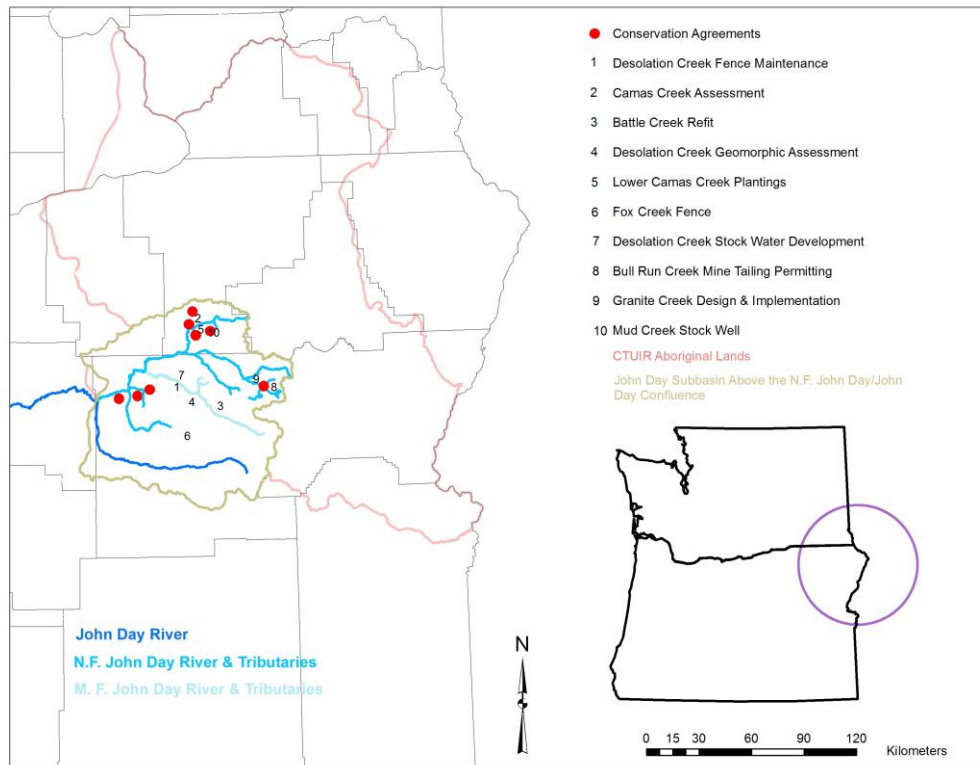 Conservation Agreements
1 Desolation Creek Fence Maintenance
2 Camas Creek Assessment
3 Battle Creek Refit
4 Desolation Creek Geomorphic Assessment
5 Lower Camas Creek Plantings
6 Fox Creek Fence
7 Desolation Creek Stock Water Development
8 Bull Run Creek Mine Tailing Permitting
9 Granite Creek Design & Implementation
10 Mud Creek Stock Well
CTUIR Aboriginal Lands
John Day Subbasin Above the N.F. John Day/John
Day Confluence
2
5 10
7
1
4
3
9
8
6
John Day River
N.F. John Day River & Tributaries
M. F. John Day River & Tributaries
N
0 15 30 60 90 120
Kilometers